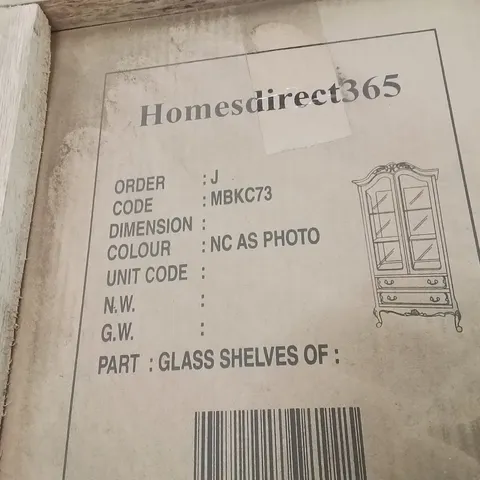 Homesdirect365
ORDER : J
CODE : MBKC73
DIMENSION :
COLOUR : NC AS PHOTO
UNIT CODE :
N.W. :
G.W. :
PART : GLASS SHELVES OF :